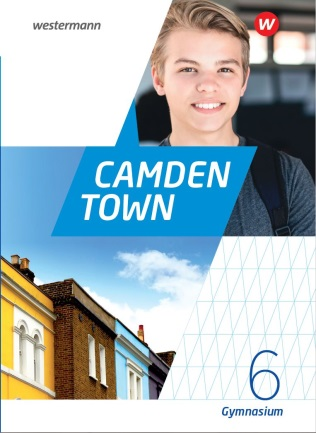 westermann
W
CAMDEN
TOWN
6
Gymnasium